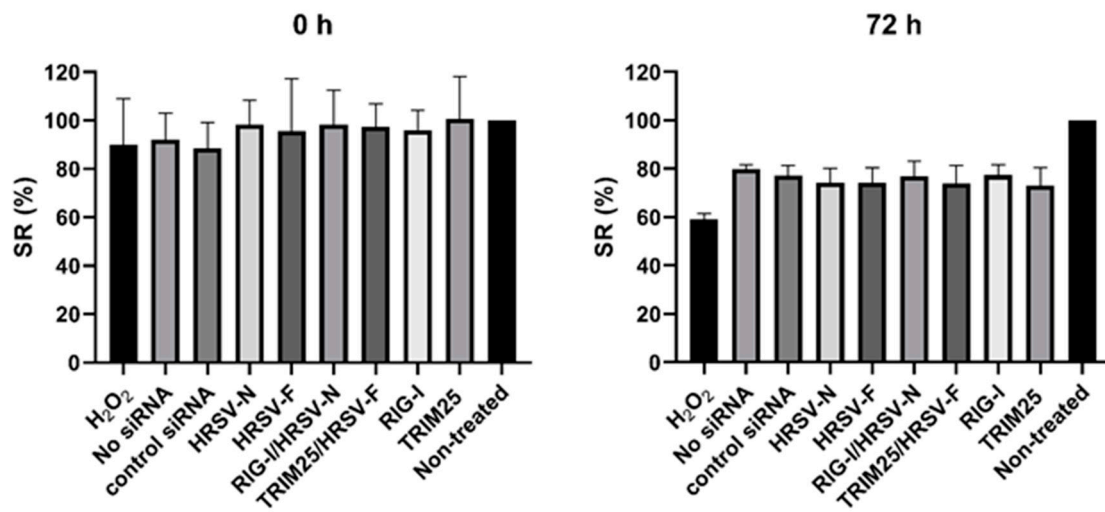 0 h
SR (%)
120
100
80
60
40
20
0
H₂O₂
No siRNA
control siRNA
HRSV-N
HRSV-F
RIG-I/HRSV-N
TRIM25/HRSV-F
RIG-I
TRIM25
Non-treated
72 h
SR (%)
120
100
80
60
40
20
0
H₂O₂
No siRNA
control siRNA
HRSV-N
HRSV-F
RIG-I/HRSV-N
TRIM25/HRSV-F
RIG-I
TRIM25
Non-treated